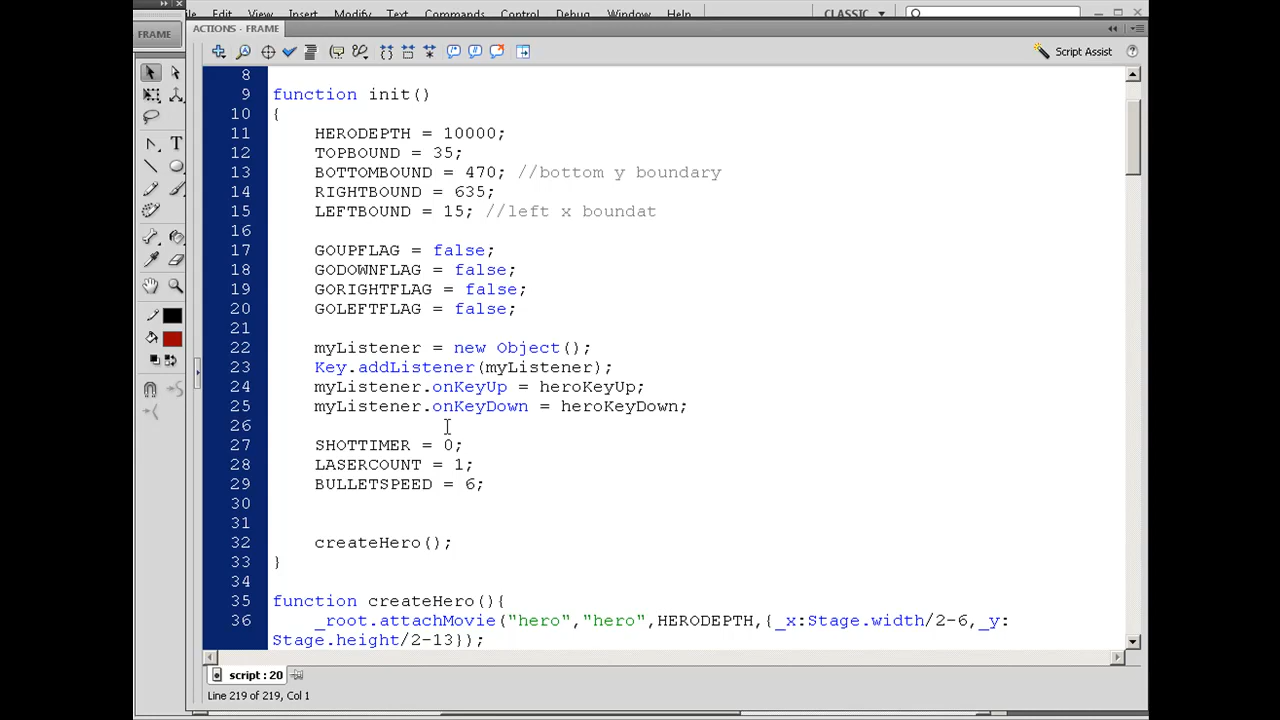 Edit View Insert Modify Text Commands Control Debug Window Help CLASSIC
ACTIONS - FRAME
FRAME
Script Assist
8
9 function init()
10 {
11 HERODEPTH = 10000;
12 TOPBOUND = 35;
13 BOTTOMBOUND = 470; //bottom y boundary
14 RIGHTBOUND = 635;
15 LEFTBOUND = 15; //left x boundat
16
17 GOUPFLAG = false;
18 GODOWNFLAG = false;
19 GORIGHTFLAG = false;
20 GOLEFTFLAG = false;
21
22 myListener = new Object();
23 Key.addListener(myListener);
24 myListener.onKeyUp = heroKeyUp;
25 myListener.onKeyDown = heroKeyDown;
26
27 SHOTTIMER = 0;
28 LASERCOUNT = 1;
29 BULLETSPEED = 6;
30
31
32 createHero();
33 }
34
35 function createHero(){
36 _root.attachMovie("hero","hero",HERODEPTH,{_x:Stage.width/2-6,_y:
Stage.height/2-13});
script : 20
Line 219 of 219, Col 1